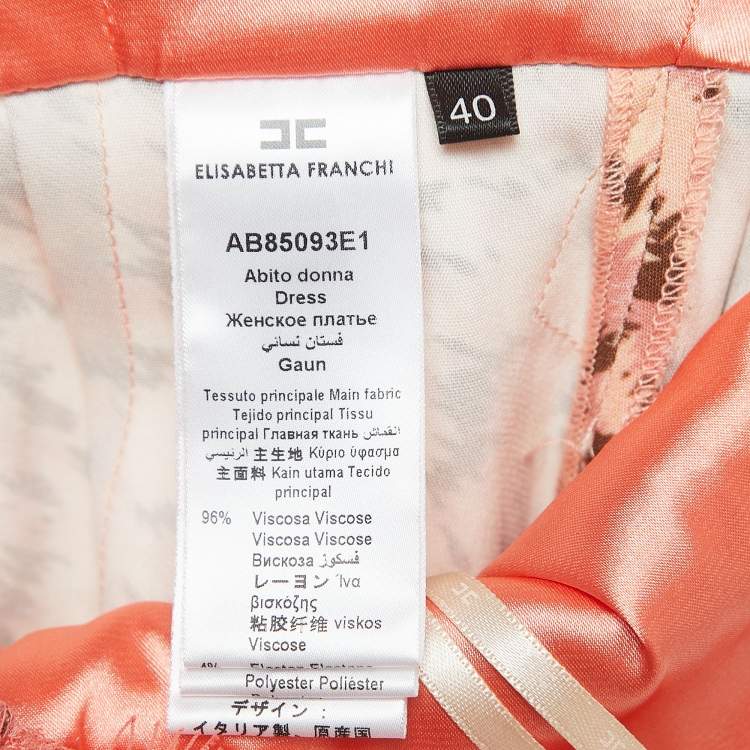 40
ELISABETTA FRANCHI
AB85093E1
Abito donna
Dress
Женское платье
فستان نسائي
Gaun
Tessuto principale Main fabric
Tejido principal Tissu
principal Главная ткань القماش
الرئيسي 主生地 Κύριο ύφασμα
主面料 Kain utama Tecido
principal
96% Viscosa Viscose
Viscosa Viscose
Вискоза فسكوز
レーヨン Ίνα
βισκόζης
粘胶纤维 viskos
Viscose
4% Elastan Elastane
Polyester Poliéster
デザイン:
イタリア製、原産国